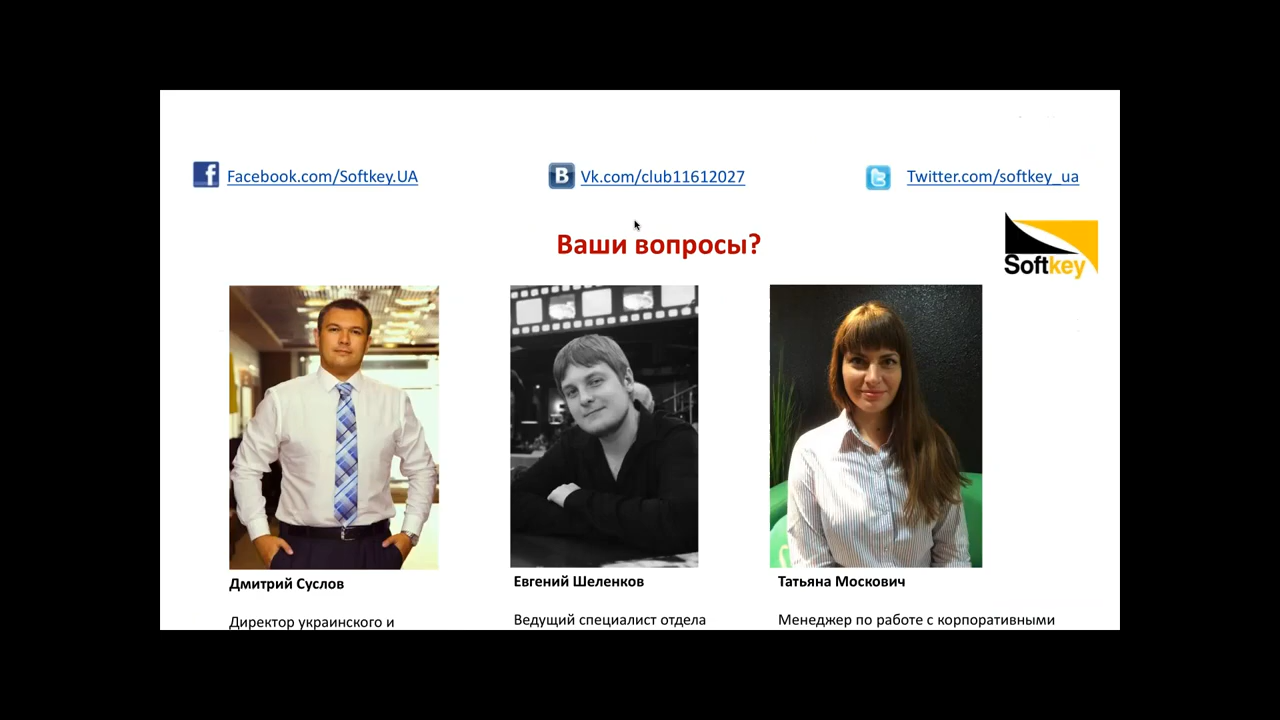 Facebook.com/Softkey.UA
Vk.com/club11612027
Twitter.com/softkey_ua
Ваши вопросы?
Softkey
Дмитрий Суслов
Евгений Шеленков
Татьяна Москович
Директор украинского и
Ведущий специалист отдела
Менеджер по работе с корпоративными